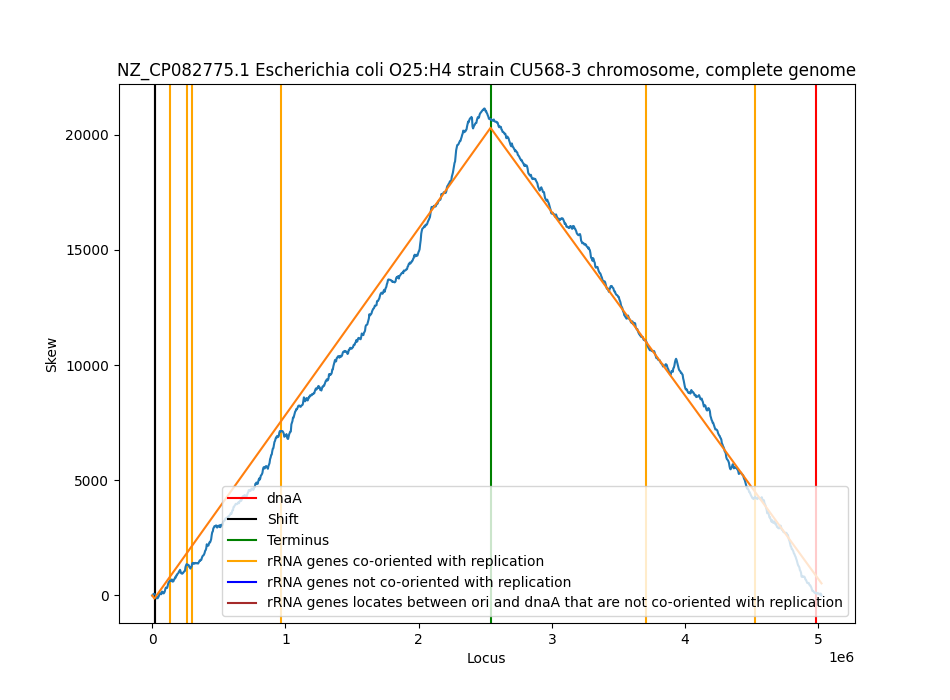 NZ_CP082775.1 Escherichia coli O25:H4 strain CU568-3 chromosome, complete genome
20000
15000
10000
5000
0
Skew
dnaA
Shift
Terminus
rRNA genes co-oriented with replication
rRNA genes not co-oriented with replication
rRNA genes locates between ori and dnaA that are not co-oriented with replication
0 1 2 3 4 5
1e6
Locus